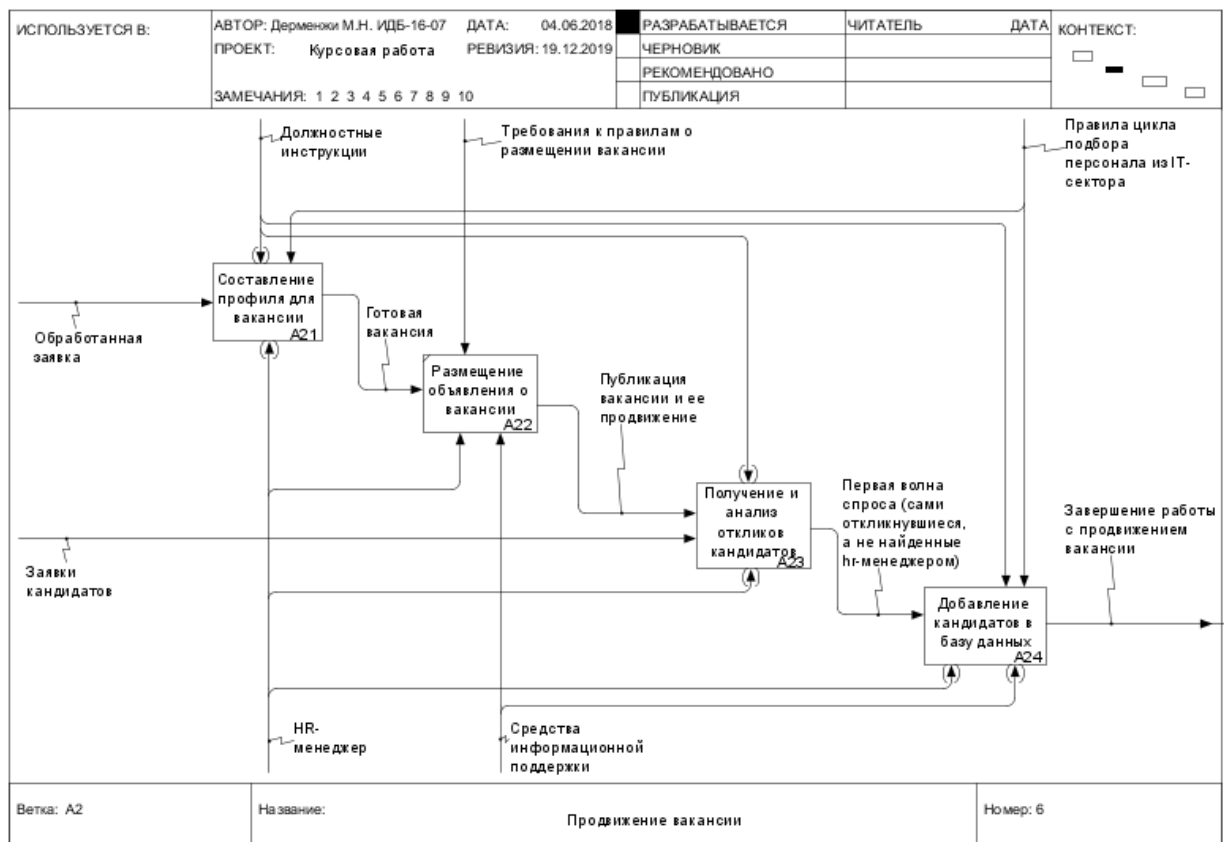 ИСПОЛЬЗУЕТСЯ В:
АВТОР: Дерменжи М.Н. ИДБ-16-07
ДАТА: 04.06.2018
ПРОЕКТ: Курсовая работа
РЕВИЗИЯ: 19.12.2019
ЗАМЕЧАНИЯ: 1 2 3 4 5 6 7 8 9 10
РАЗРАБАТЫВАЕТСЯ
ЧЕРНОВИК
РЕКОМЕНДОВАНО
ПУБЛИКАЦИЯ
ЧИТАТЕЛЬ
ДАТА
КОНТЕКСТ:
Должностные
инструкции
Требования к правилам о
размещении вакансии
Правила цикла
подбора
персонала из IT-
сектора
Составление
профиля для
вакансии
A21
Обработанная
заявка
Готовая
вакансия
Размещение
объявления о
вакансии
A22
Публикация
вакансии и ее
продвижение
Получение и
анализ
откликов
кандидатов
A23
Первая волна
спроса (сами
откликнувшиеся,
а не найденные
hr-менеджером)
Завершение работы
с продвижением
вакансии
Заявки
кандидатов
Добавление
кандидатов в
базу данных
A24
HR-
менеджер
Средства
информационной
поддержки
Ветка: A2
Название:
Продвижение вакансии
Номер: 6